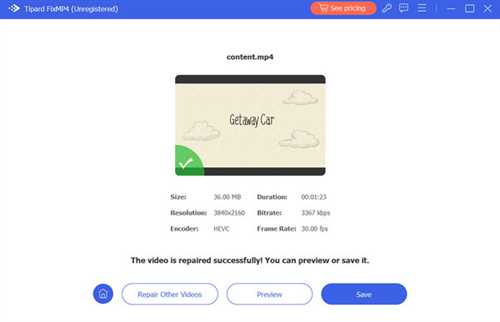 Tipard FixMP4 (Unregistered)
See pricing
content.mp4
Getaway Car
Size: 36.00 MB Duration: 00:01:23
Resolution: 3840x2160 Bitrate: 3367 kbps
Encoder: HEVC Frame Rate: 30.00 fps
The video is repaired successfully! You can preview or save it.
Repair Other Videos
Preview
Save